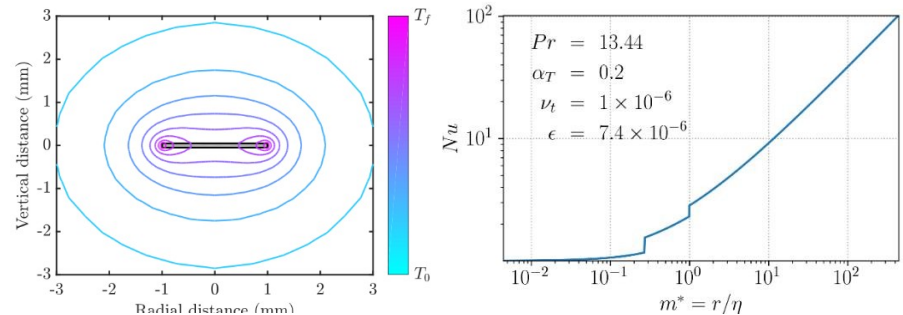 Vertical distance (mm)
3
2
1
0
-1
-2
-3
-3
-2
-1
0
1
2
3
Radial distance (mm)
T_f
T_0
Nu
10^2
10^1
Pr = 13.44
α_T = 0.2
ν_t = 1 × 10^{-6}
ϵ = 7.4 × 10^{-6}
10^{-2}
10^{-1}
10^0
10^1
10^2
m* = r/η